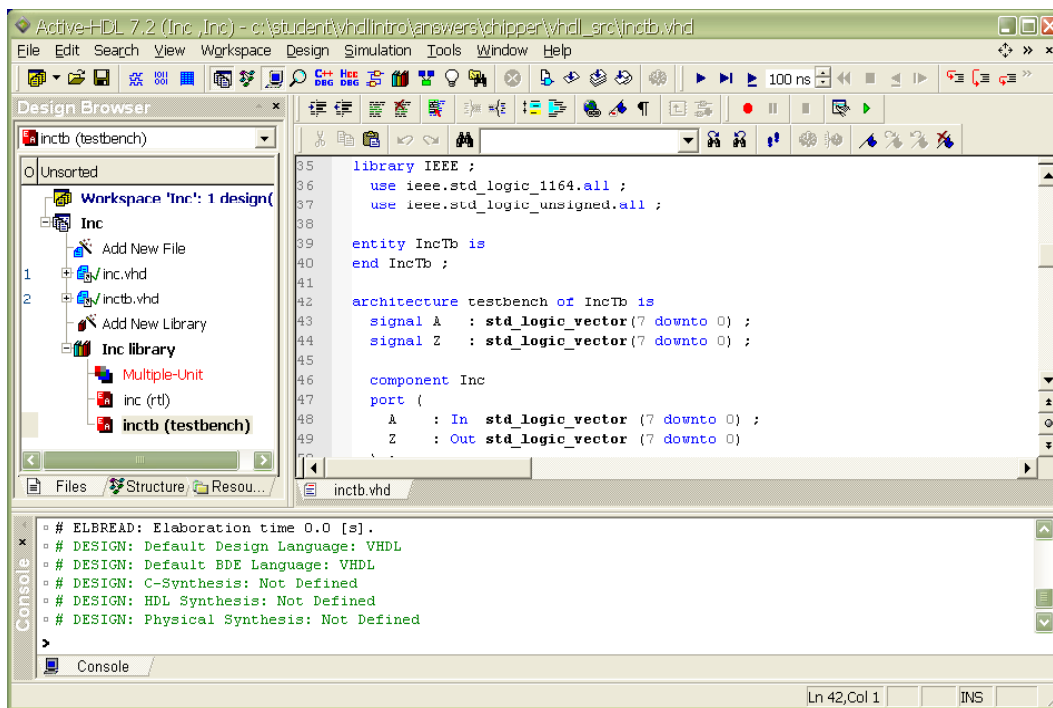 Active-HDL 7.2 (Inc ,Inc) - c:\student\vhdlintro\answers\chipper\vhdl_src\inctb.vhd
File Edit Search View Workspace Design Simulation Tools Window Help
C++ DBG HCC DBG 100 ns
Design Browser
inctb (testbench)
O Unsorted
Workspace 'Inc': 1 design(
Inc
Add New File
1 inc.vhd
2 inctb.vhd
Add New Library
Inc library
Multiple-Unit
inc (rtl)
inctb (testbench)
Files Structure Resou...
35 library IEEE ;
36 use ieee.std_logic_1164.all ;
37 use ieee.std_logic_unsigned.all ;
38
39 entity IncTb is
40 end IncTb ;
41
42 architecture testbench of IncTb is
43 signal A : std_logic_vector(7 downto 0) ;
44 signal Z : std_logic_vector(7 downto 0) ;
45
46 component Inc
47 port (
48 A : In std_logic_vector (7 downto 0) ;
49 Z : Out std_logic_vector (7 downto 0)
inctb.vhd
# ELBREAD: Elaboration time 0.0 [s].
# DESIGN: Default Design Language: VHDL
# DESIGN: Default BDE Language: VHDL
# DESIGN: C-Synthesis: Not Defined
# DESIGN: HDL Synthesis: Not Defined
# DESIGN: Physical Synthesis: Not Defined
>
Console
Console
Ln 42,Col 1 INS